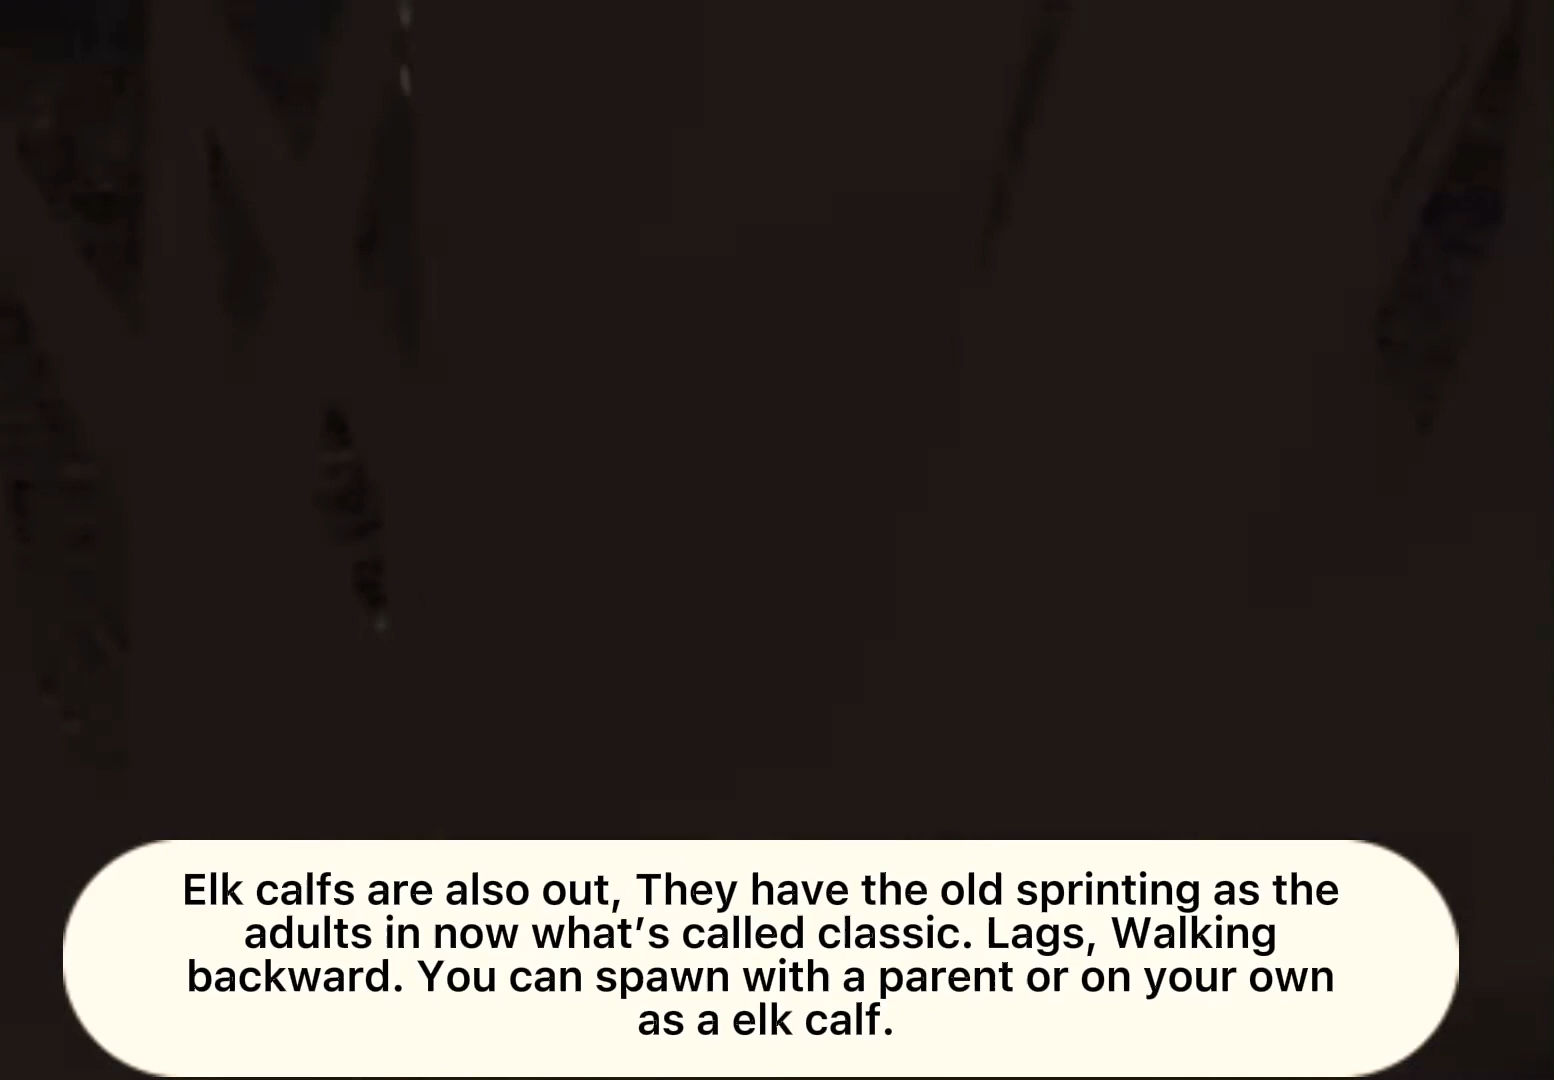 Elk calfs are also out, They have the old sprinting as the
adults in now what’s called classic. Lags, Walking
backward. You can spawn with a parent or on your own
as a elk calf.